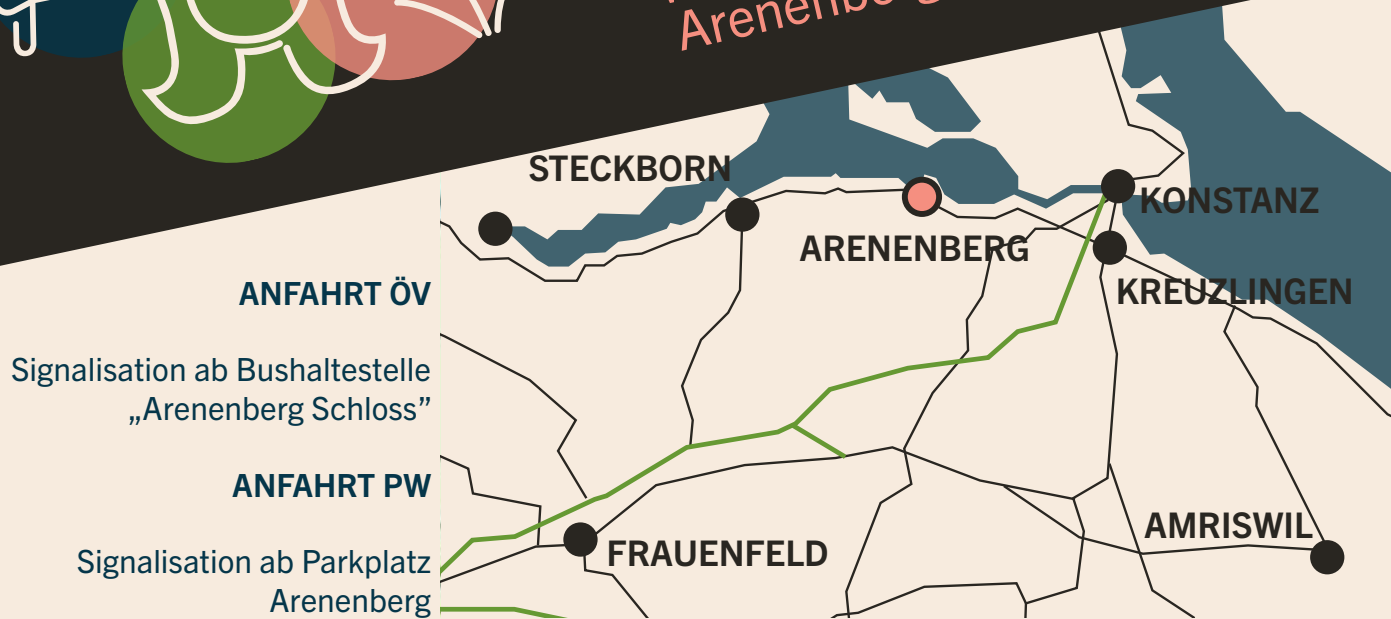 Arenenberg
STECKBORN
KONSTANZ
ARENENBERG
KREUZLINGEN
ANFAHRT ÖV
Signalisation ab Bushaltestelle
„Arenenberg Schloss”
ANFAHRT PW
Signalisation ab Parkplatz
Arenenberg
AMRISWIL
FRAUENFELD